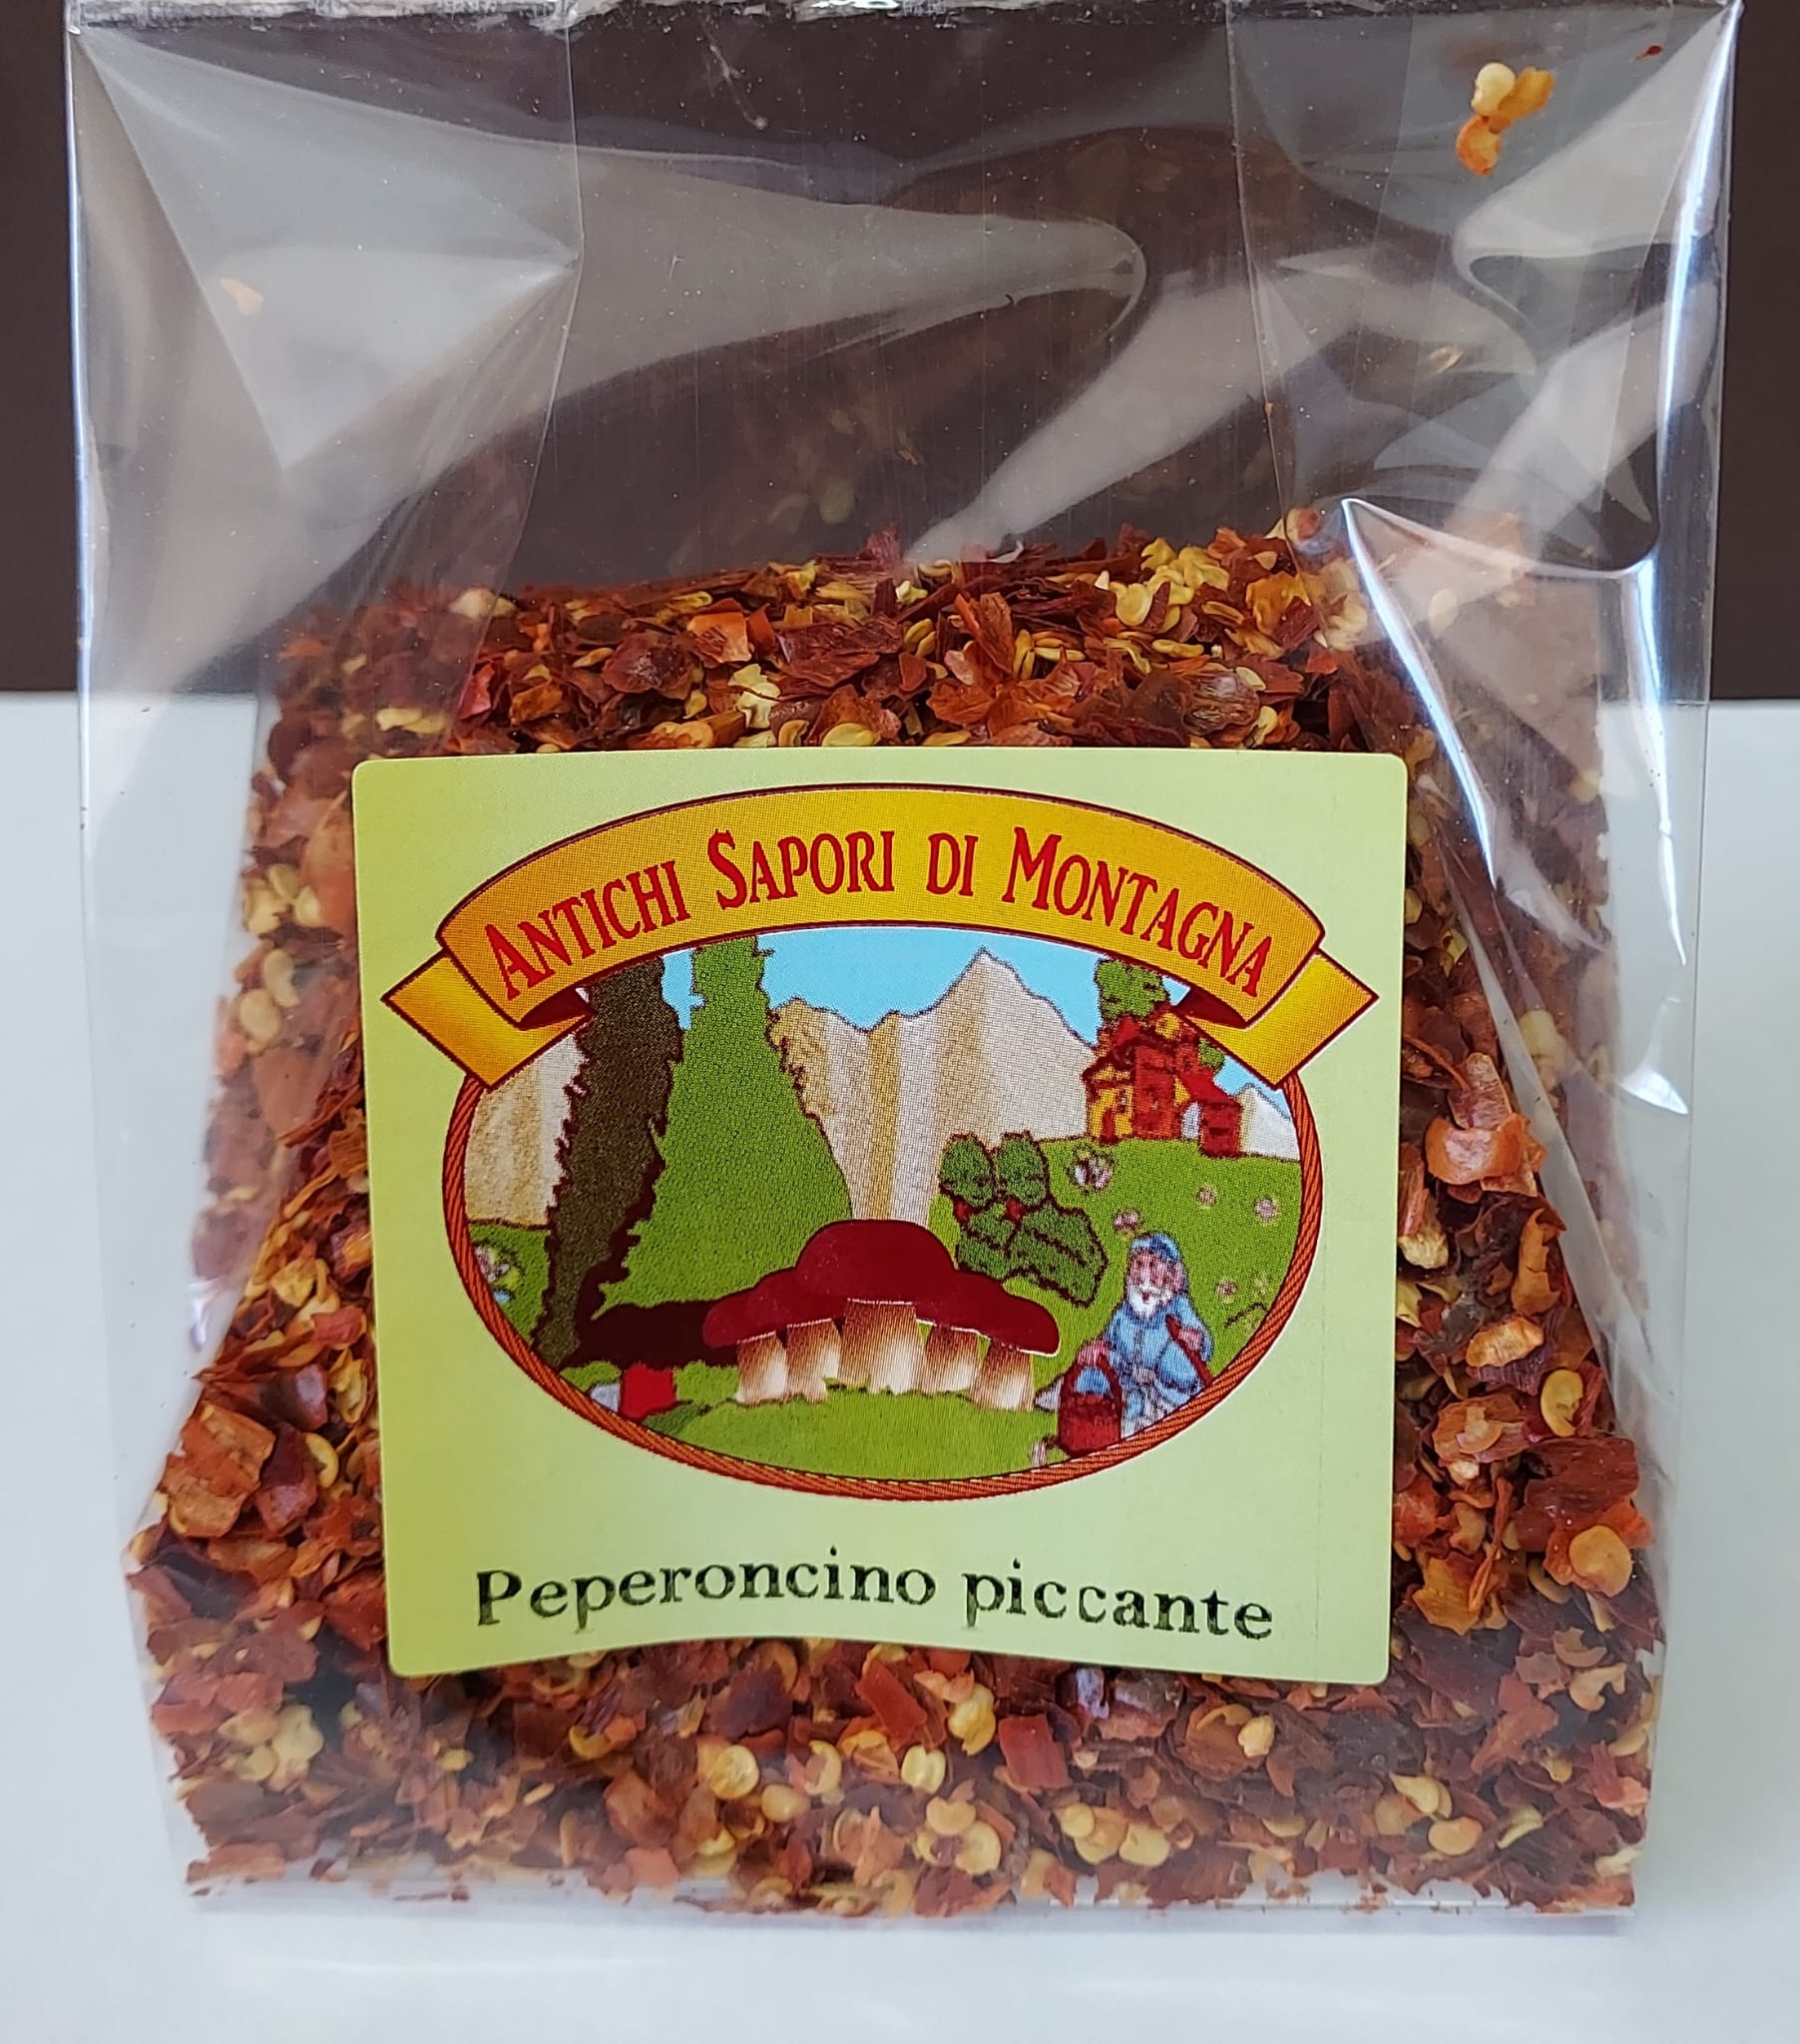 Antichi Sapori di Montagna
Peperoncino piccante